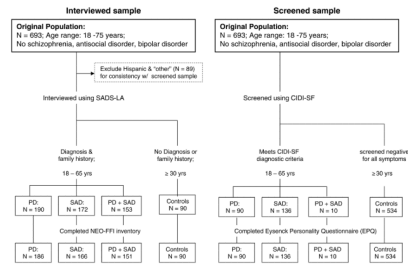 Interviewed sample
Original Population:
N = 693; Age range: 18 -75 years;
No schizophrenia, antisocial disorder, bipolar disorder
Exclude Hispanic & "other" (N = 89)
for consistency w/ screened sample
Interviewed using SADS-LA
Diagnosis &
family history;
No Diagnosis or
family history;
18 – 65 yrs
≥ 30 yrs
PD:
N = 190
SAD:
N = 172
PD + SAD
N = 153
Controls
N = 90
Completed NEO-FFI inventory
PD:
N = 186
SAD:
N = 166
PD + SAD
N = 151
Controls
N = 90
Screened sample
Original Population:
N = 693; Age range: 18 -75 years;
No schizophrenia, antisocial disorder, bipolar disorder
Screened using CIDI-SF
Meets CIDI-SF
diagnostic criteria
screened negative
for all symptoms
18 – 65 yrs
≥ 30 yrs
PD:
N = 90
SAD:
N = 136
PD + SAD
N = 10
Controls
N = 534
Completed Eysenck Personality Questionnaire (EPQ)
PD:
N = 90
SAD:
N = 136
PD + SAD
N = 10
Controls
N = 534